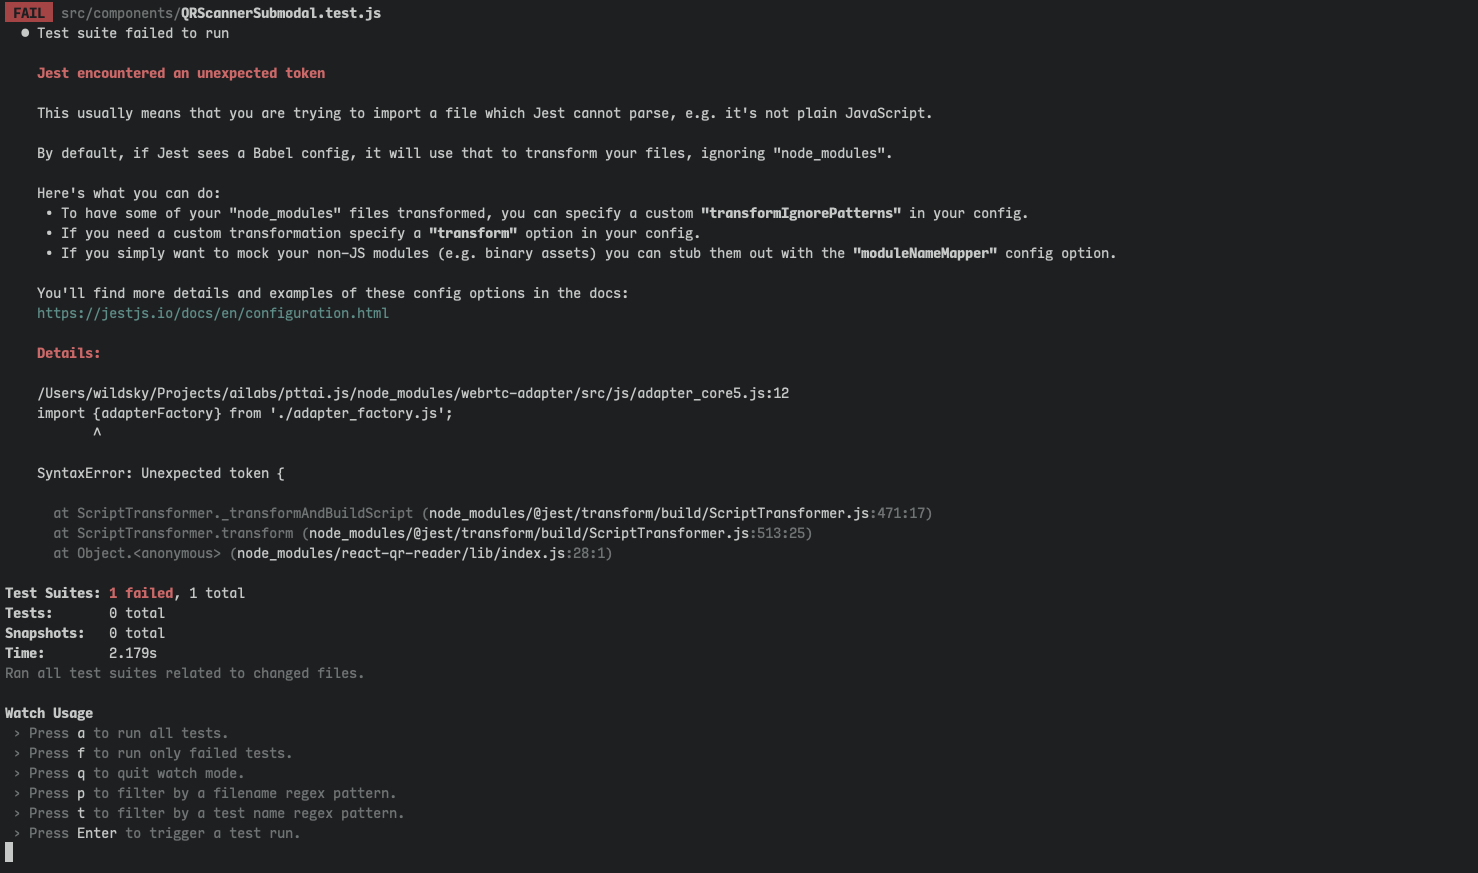 FAIL src/components/QRScannerSubmodal.test.js
● Test suite failed to run
Jest encountered an unexpected token
This usually means that you are trying to import a file which Jest cannot parse, e.g. it's not plain JavaScript.
By default, if Jest sees a Babel config, it will use that to transform your files, ignoring "node_modules".
Here's what you can do:
• To have some of your "node_modules" files transformed, you can specify a custom "transformIgnorePatterns" in your config.
• If you need a custom transformation specify a "transform" option in your config.
• If you simply want to mock your non-JS modules (e.g. binary assets) you can stub them out with the "moduleNameMapper" config option.
You'll find more details and examples of these config options in the docs:
https://jestjs.io/docs/en/configuration.html
Details:
/Users/wildsky/Projects/ailabs/pttai.js/node_modules/webrtc-adapter/src/js/adapter_core5.js:12
import {adapterFactory} from './adapter_factory.js';
^
SyntaxError: Unexpected token {
at ScriptTransformer._transformAndBuildScript (node_modules/@jest/transform/build/ScriptTransformer.js:471:17)
at ScriptTransformer.transform (node_modules/@jest/transform/build/ScriptTransformer.js:513:25)
at Object.<anonymous> (node_modules/react-qr-reader/lib/index.js:28:1)
Test Suites: 1 failed, 1 total
Tests: 0 total
Snapshots: 0 total
Time: 2.179s
Ran all test suites related to changed files.
Watch Usage
› Press a to run all tests.
› Press f to run only failed tests.
› Press q to quit watch mode.
› Press p to filter by a filename regex pattern.
› Press t to filter by a test name regex pattern.
› Press Enter to trigger a test run.